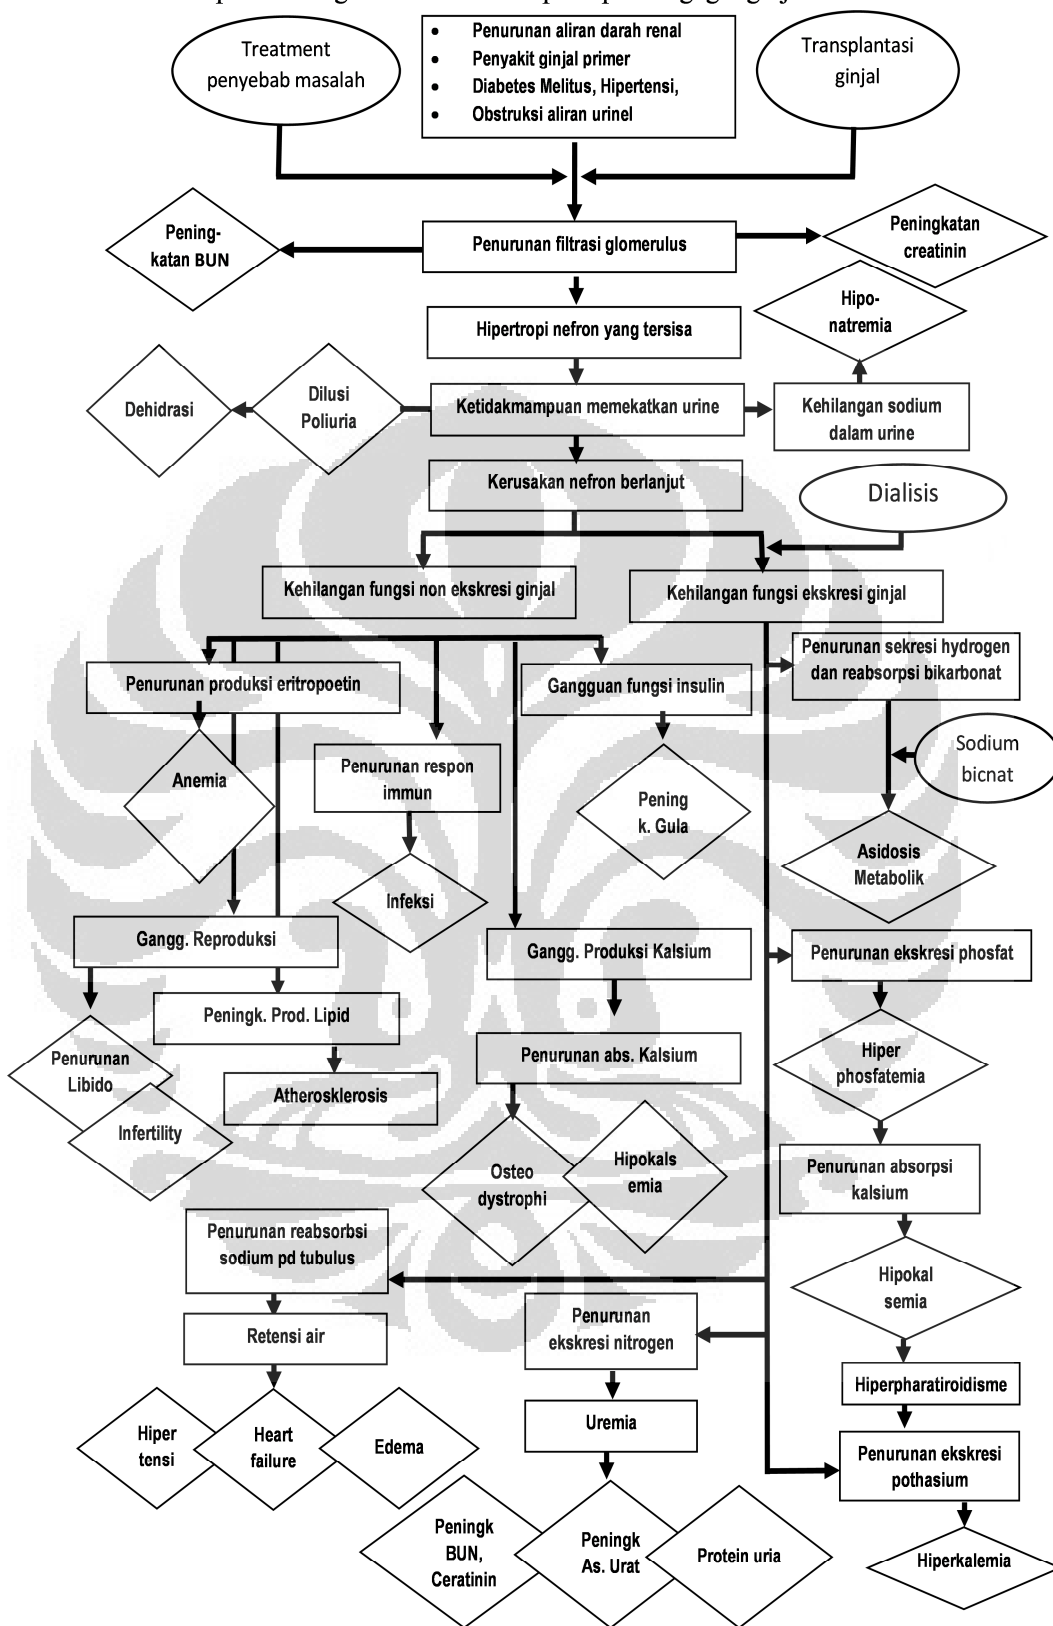 Treatment
penyebab masalah
• Penurunan aliran darah renal
• Penyakit ginjal primer
• Diabetes Melitus, Hipertensi,
• Obstruksi aliran urinel
Transplantasi
ginjal
Pening-
katan BUN
Penurunan filtrasi glomerulus
Peningkatan
creatinin
Hipertropi nefron yang tersisa
Hipo-
natremia
Dehidrasi
Dilusi
Poliuria
Ketidakmampuan memekatkan urine
Kehilangan sodium
dalam urine
Kerusakan nefron berlanjut
Dialisis
Kehilangan fungsi non ekskresi ginjal
Kehilangan fungsi ekskresi ginjal
Penurunan produksi eritropoetin
Gangguan fungsi insulin
Penurunan sekresi hydrogen
dan reabsorpsi bikarbonat
Anemia
Penurunan respon
immun
Pening
k. Gula
Sodium
bicnat
Infeksi
Asidosis
Metabolik
Gangg. Reproduksi
Gangg. Produksi Kalsium
Penurunan ekskresi phosfat
Peningk. Prod. Lipid
Penurunan
Libido
Infertility
Atherosklerosis
Penurunan abs. Kalsium
Hiper
phosfatemia
Osteo
dystrophi
Hipokals
emia
Penurunan absorpsi
kalsium
Penurunan reabsorbsi
sodium pd tubulus
Hipokal
semia
Retensi air
Penurunan
ekskresi nitrogen
Hiperpharatiroidisme
Hiper
tensi
Heart
failure
Edema
Uremia
Penurunan ekskresi
pothasium
Peningk
BUN,
Ceratinin
Peningk
As. Urat
Protein uria
Hiperkalemia